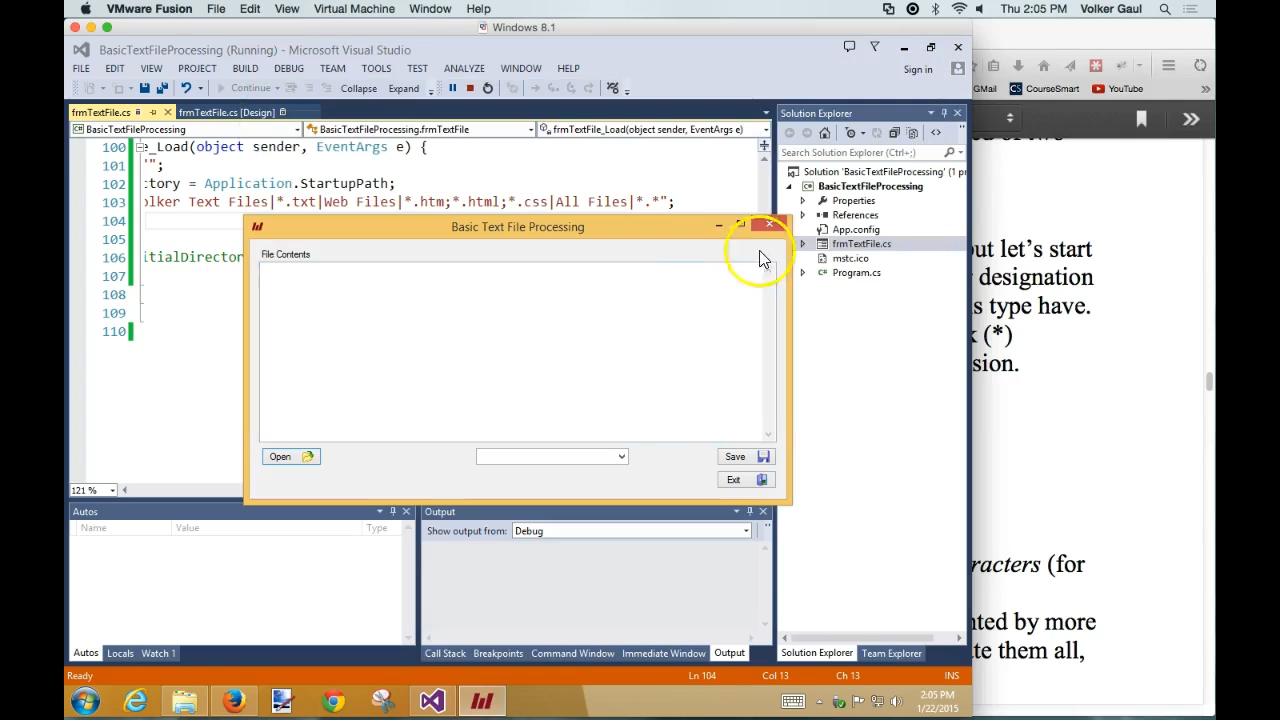 VMware Fusion File Edit View Virtual Machine Window Help Thu 2:05 PM Volker Gaul
Windows 8.1
BasicTextFileProcessing (Running) - Microsoft Visual Studio
FILE EDIT VIEW PROJECT BUILD DEBUG TEAM TOOLS TEST ANALYZE WINDOW HELP Sign in
Continue Collapse Expand
frmTextFile.cs frmTextFile.cs [Design]
BasicTextFileProcessing BasicTextFileProcessing.frmTextFile frmTextFile_Load(object sender, EventArgs e)
100 e_Load(object sender, EventArgs e) {
101 ";
102 ctory = Application.StartupPath;
103 olker Text Files|*.txt|Web Files|*.htm;*.html;*.css|All Files|*.*";
104
105
106 itialDirector
107
108
109
110
121 %
Basic Text File Processing
File Contents
Open Save
Exit
Solution Explorer
Search Solution Explorer (Ctrl+;)
Solution 'BasicTextFileProcessing' (1 p
BasicTextFileProcessing
Properties
References
App.config
frmTextFile.cs
mstc.ico
Program.cs
Autos
Name Value Type
Output
Show output from: Debug
Autos Locals Watch 1
Call Stack Breakpoints Command Window Immediate Window Output
Solution Explorer Team Explorer
Ready Ln 104 Col 13 Ch 13 INS
2:05 PM
1/22/2015
GMail CourseSmart YouTube
out let's start
r designation
s type have.
k (*)
sion.
racters (for
nted by more
te them all,